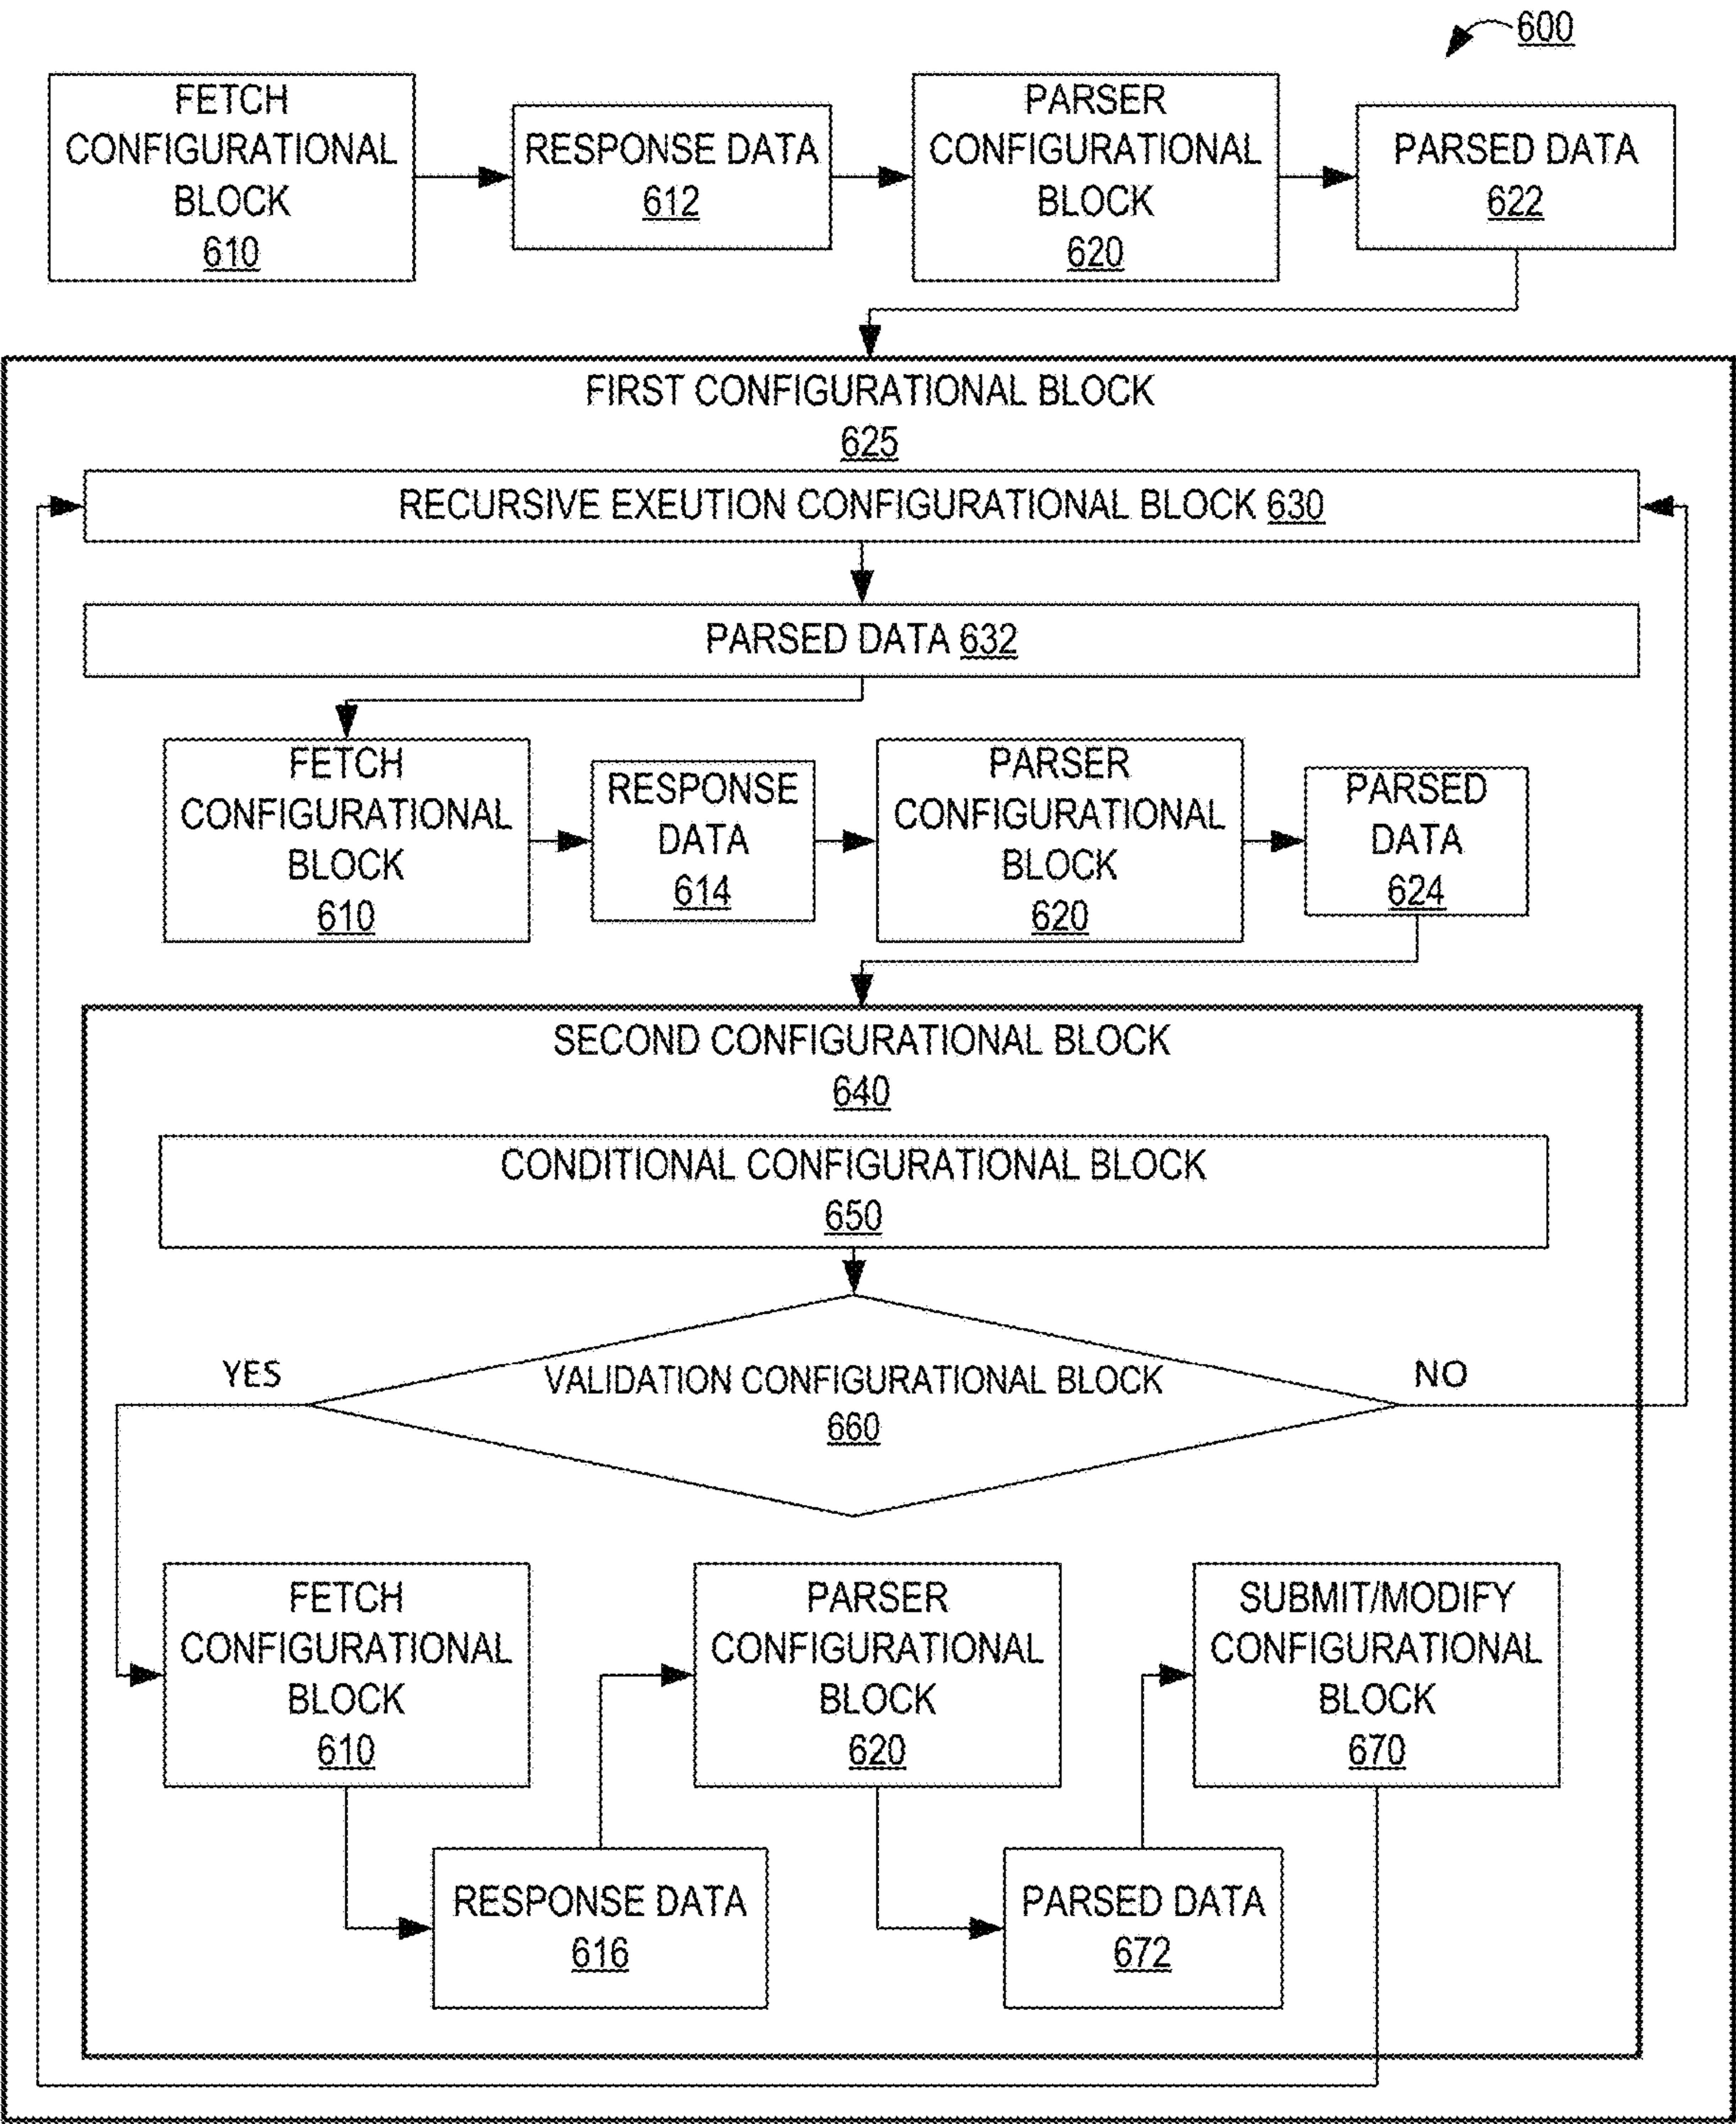 600
FETCH
CONFIGURATIONAL
BLOCK
610
RESPONSE DATA
612
PARSER
CONFIGURATIONAL
BLOCK
620
PARSED DATA
622
FIRST CONFIGURATIONAL BLOCK
625
RECURSIVE EXEUTION CONFIGURATIONAL BLOCK 630
PARSED DATA 632
FETCH
CONFIGURATIONAL
BLOCK
610
RESPONSE
DATA
614
PARSER
CONFIGURATIONAL
BLOCK
620
PARSED
DATA
624
SECOND CONFIGURATIONAL BLOCK
640
CONDITIONAL CONFIGURATIONAL BLOCK
650
YES
VALIDATION CONFIGURATIONAL BLOCK
660
NO
FETCH
CONFIGURATIONAL
BLOCK
610
PARSER
CONFIGURATIONAL
BLOCK
620
SUBMIT/MODIFY
CONFIGURATIONAL
BLOCK
670
RESPONSE DATA
616
PARSED DATA
672